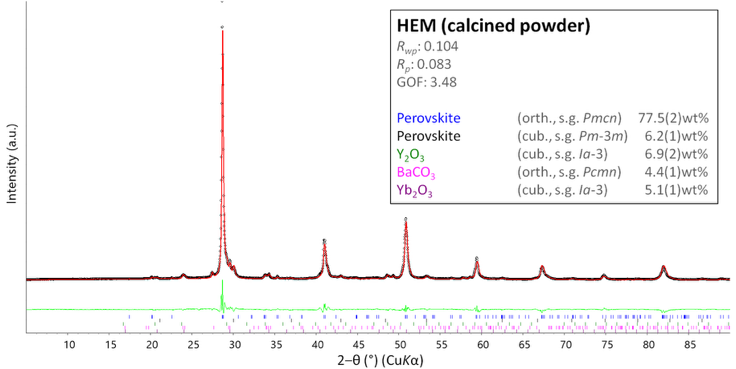 HEM (calcined powder)
Rwp: 0.104
Rp: 0.083
GOF: 3.48
Perovskite (orth., s.g. Pmcn) 77.5(2)wt%
Perovskite (cub., s.g. Pm-3m) 6.2(1)wt%
Y2O3 (cub., s.g. Ia-3) 6.9(2)wt%
BaCO3 (orth., s.g. Pcmn) 4.4(1)wt%
Yb2O3 (cub., s.g. Ia-3) 5.1(1)wt%
Intensity (a.u.)
10 15 20 25 30 35 40 45 50 55 60 65 70 75 80 85
2–θ (°) (CuKα)